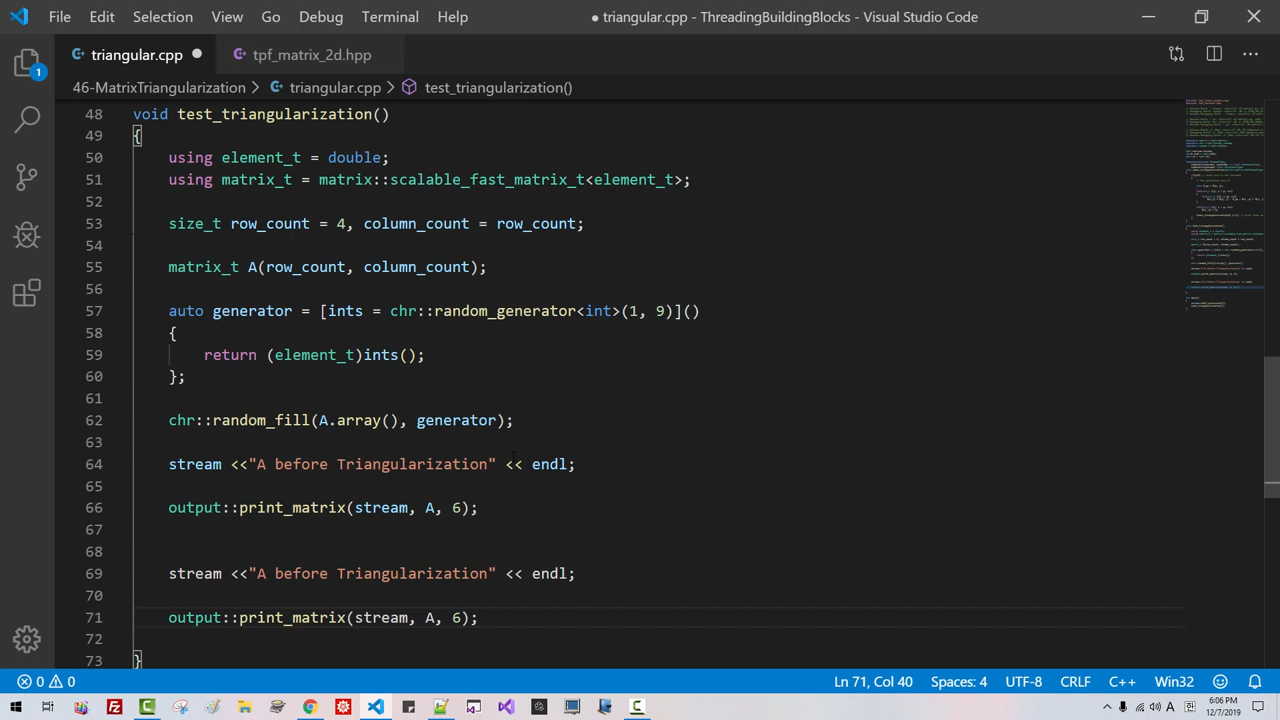 File Edit Selection View Go Debug Terminal Help
● triangular.cpp - ThreadingBuildingBlocks - Visual Studio Code
triangular.cpp ●
tpf_matrix_2d.hpp
1
46-MatrixTriangularization > triangular.cpp > test_triangularization()
48 void test_triangularization()
49 {
50 using element_t = double;
51 using matrix_t = matrix::scalable_fast_matrix_t<element_t>;
52
53 size_t row_count = 4, column_count = row_count;
54
55 matrix_t A(row_count, column_count);
56
57 auto generator = [ints = chr::random_generator<int>(1, 9)]()
58 {
59 return (element_t)ints();
60 };
61
62 chr::random_fill(A.array(), generator);
63
64 stream <<"A before Triangularization" << endl;
65
66 output::print_matrix(stream, A, 6);
67
68
69 stream <<"A before Triangularization" << endl;
70
71 output::print_matrix(stream, A, 6);
72
73 }
0 0
Ln 71, Col 40 Spaces: 4 UTF-8 CRLF C++ Win32
A 6:06 PM
12/7/2019